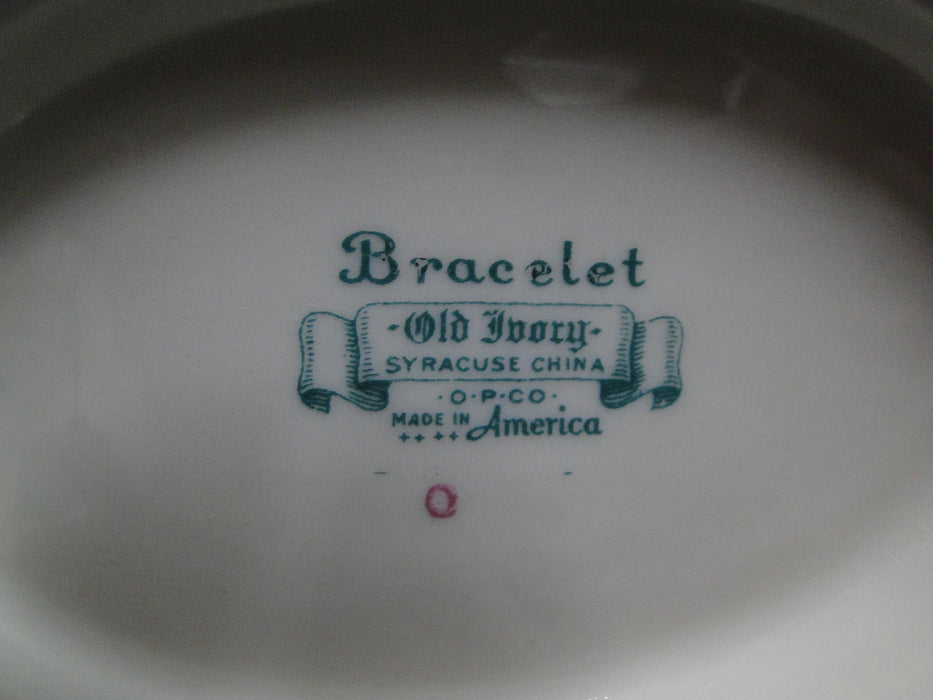 Bracelet
·Old Ivory·
SYRACUSE CHINA
·O·P·CO·
MADE IN America
++ ++
O